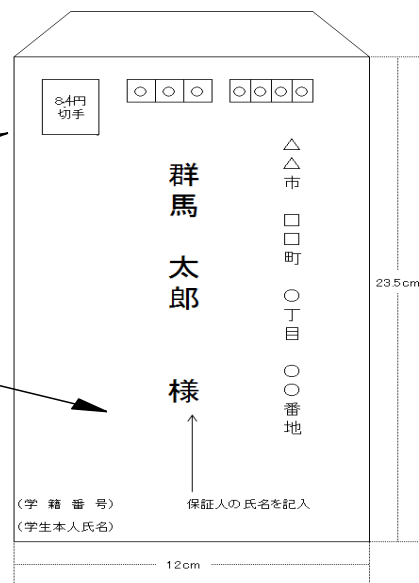 84円
切手
○○○ ○○○○
△△市 □□町 ○丁目 ○○番地
群馬 太郎 様
23.5cm
(学 籍 番 号)
保証人の氏名を記入
(学生本人氏名)
12cm